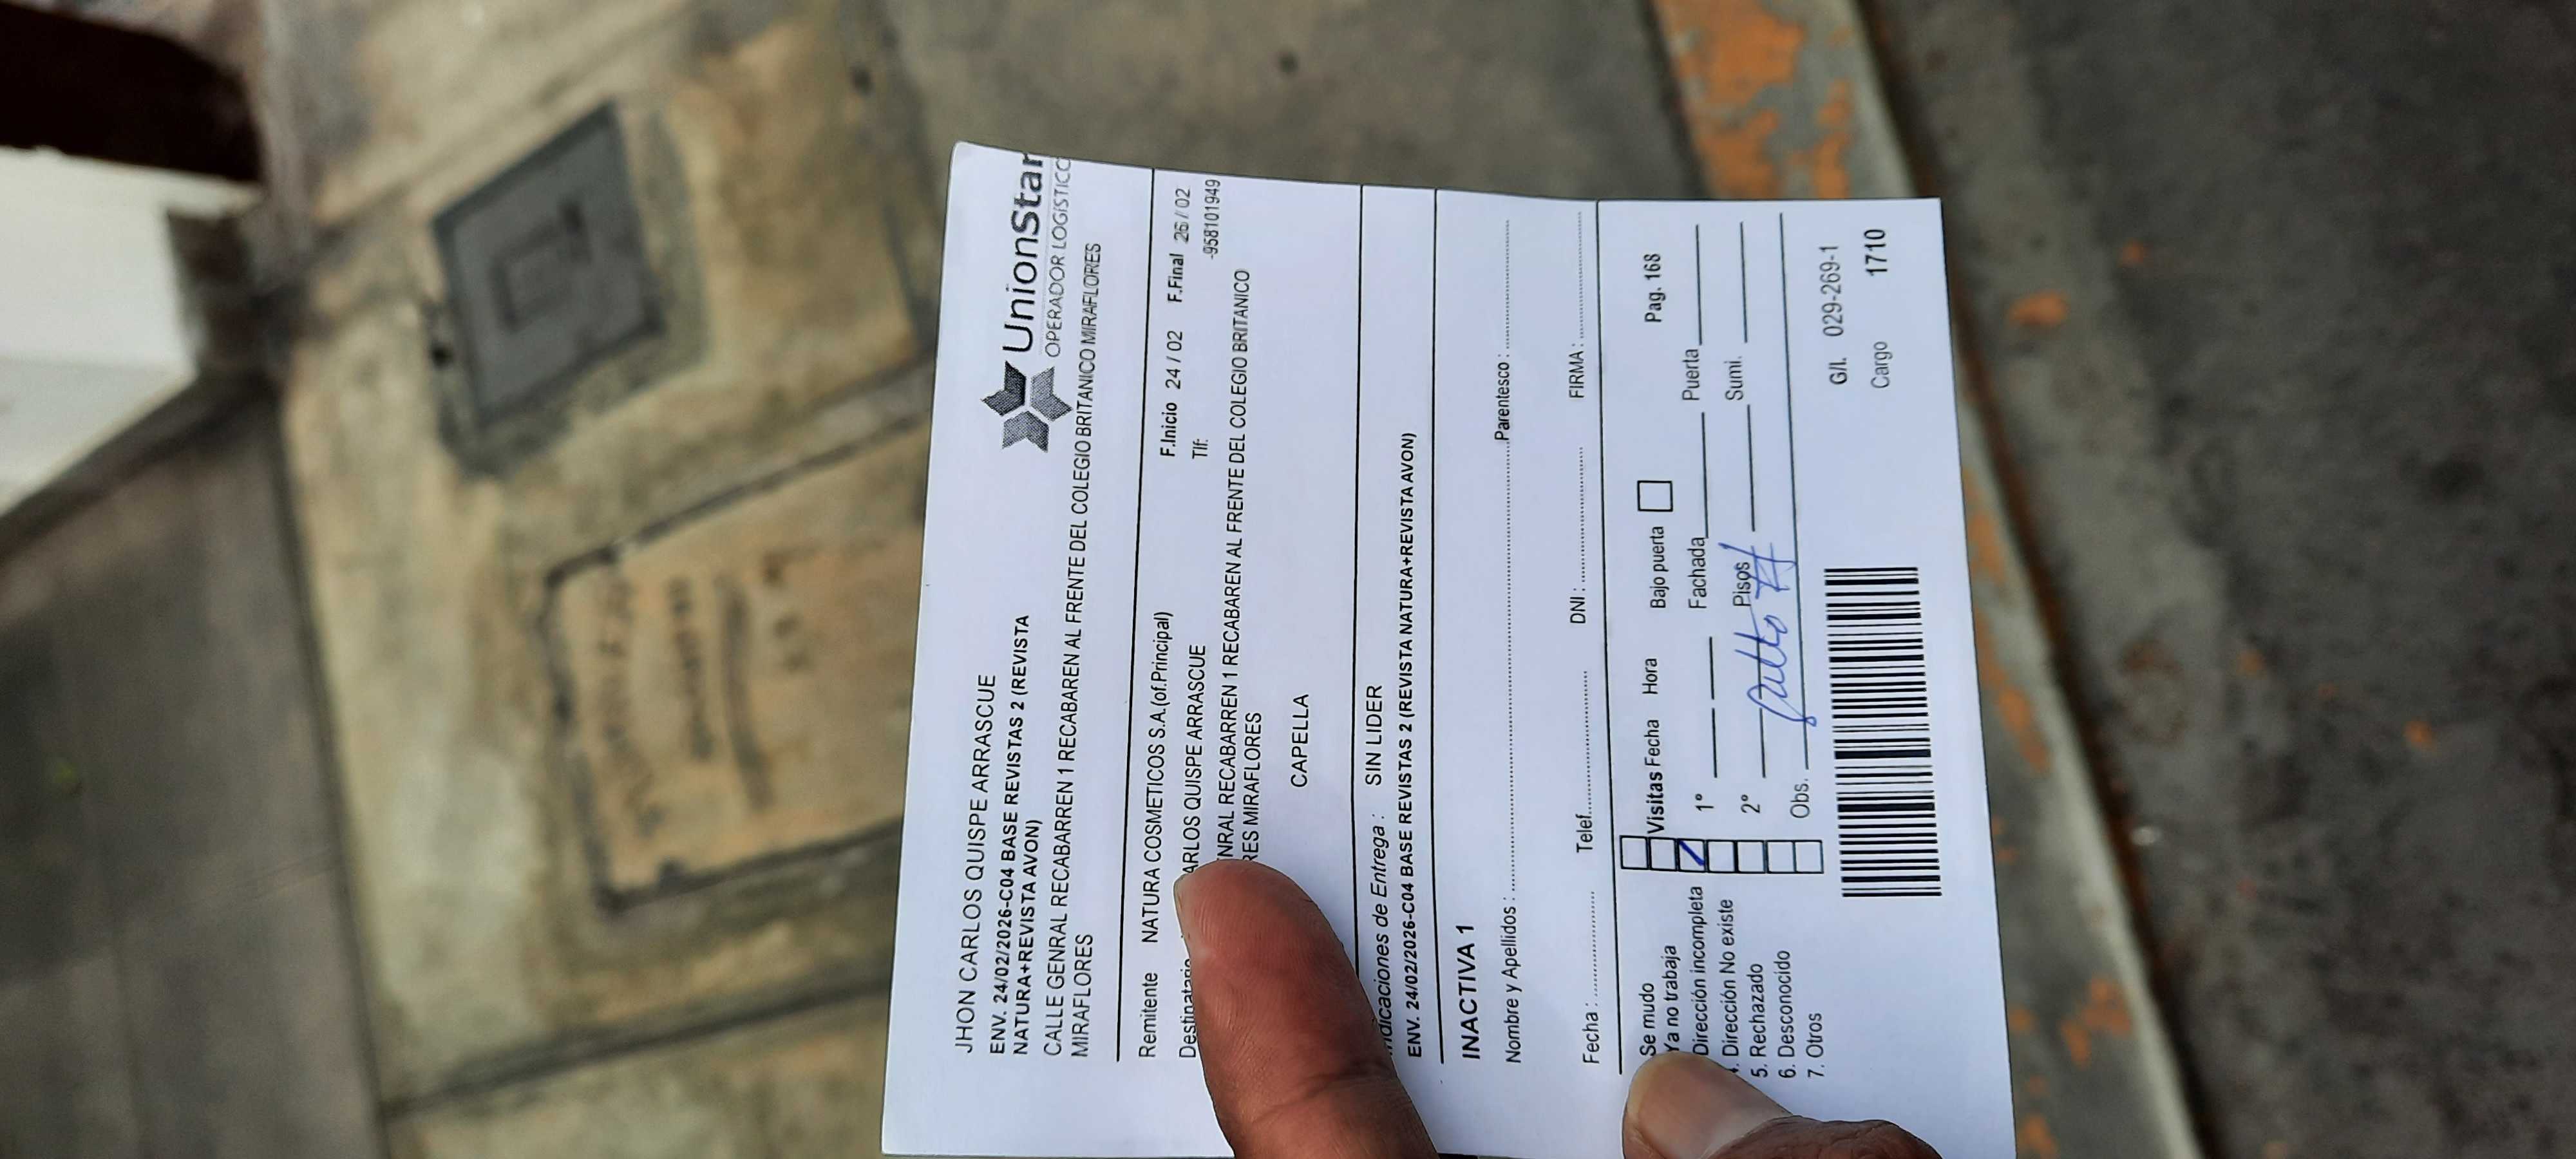 JHON CARLOS QUISPE ARRASCUE
ENV. 24/02/2026-C04 BASE REVISTAS 2 (REVISTA
NATURA+REVISTA AVON)
UnionStar
OPERADOR LOGÍSTICO
CALLE GENRAL RECABARREN 1 RECABAREN AL FRENTE DEL COLEGIO BRITANICO MIRAFLORES
MIRAFLORES
Remitente NATURA COSMETICOS S.A.(of.Principal) F.Inicio 24 / 02 F.Final 26 / 02
Destinatario ARLOS QUISPE ARRASCUE Tlf: -958101949
NRAL RECABARREN 1 RECABAREN AL FRENTE DEL COLEGIO BRITANICO
RES MIRAFLORES
CAPELLA
ndicaciones de Entrega : SIN LIDER
ENV. 24/02/2026-C04 BASE REVISTAS 2 (REVISTA NATURA+REVISTA AVON)
INACTIVA 1
Nombre y Apellidos : Parentesco :
Fecha : Telef. DNI : FIRMA :
Se mudo Visitas Fecha Hora Bajo puerta Pag. 168
Ya no trabaja
Dirección incompleta 1° Fachada Puerta
. Dirección No existe 2° Pisos Sumi.
5. Rechazado
6. Desconocido Obs.
7. Otros
G/l. 029-269-1
Cargo 1710